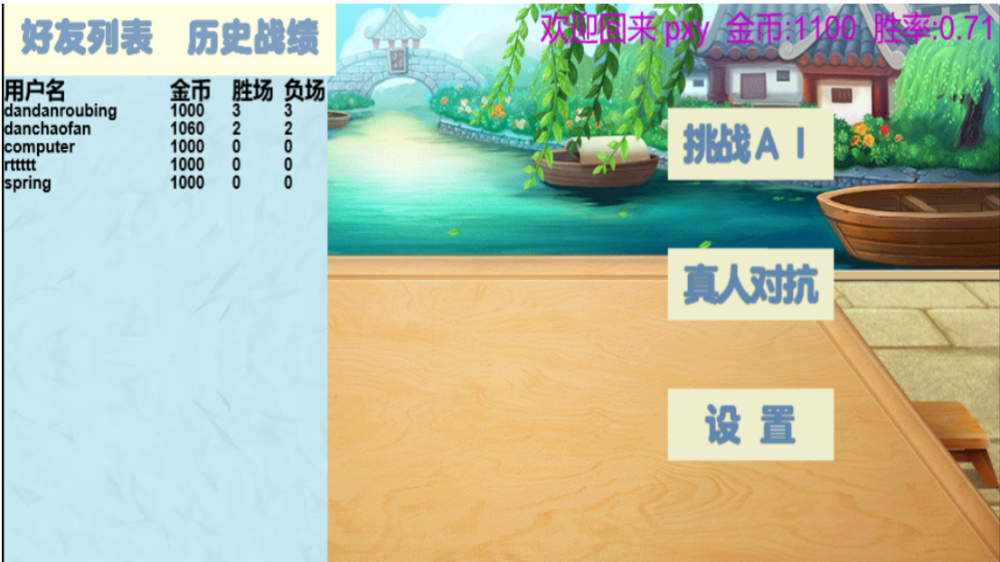 好友列表 历史战绩
欢迎回来 pxy 金币:1100 胜率:0.71
用户名 金币 胜场 负场
dandanroubing 1000 3 3
danchaofan 1060 2 2
computer 1000 0 0
rttttt 1000 0 0
spring 1000 0 0
挑战AI
真人对抗
设置